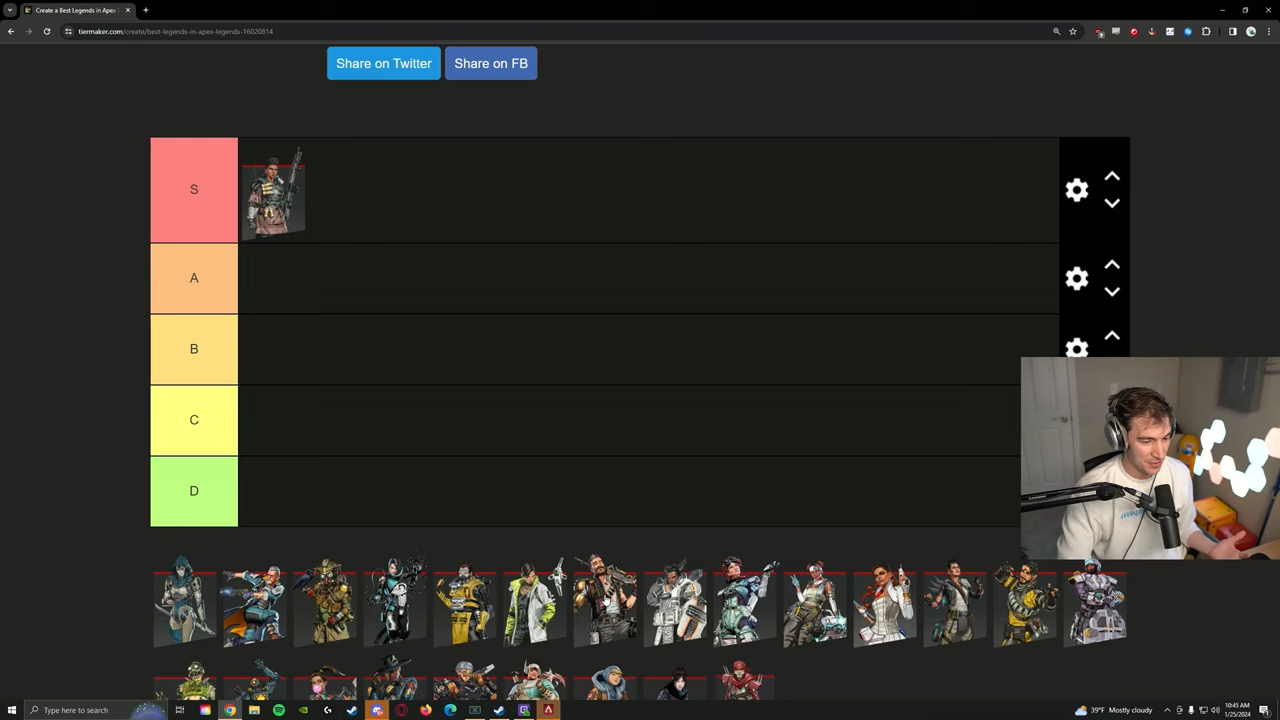 Create a Best Legends in Apex
tiermaker.com/create/best-legends-in-apex-legends-16020814
Share on Twitter
Share on FB
S
A
B
C
D
Type here to search
39°F Mostly cloudy
10:45 AM
1/25/2024